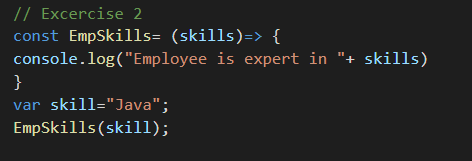 // Excercise 2
const EmpSkills= (skills)=> {
console.log("Employee is expert in "+ skills)
}
var skill="Java";
EmpSkills(skill);